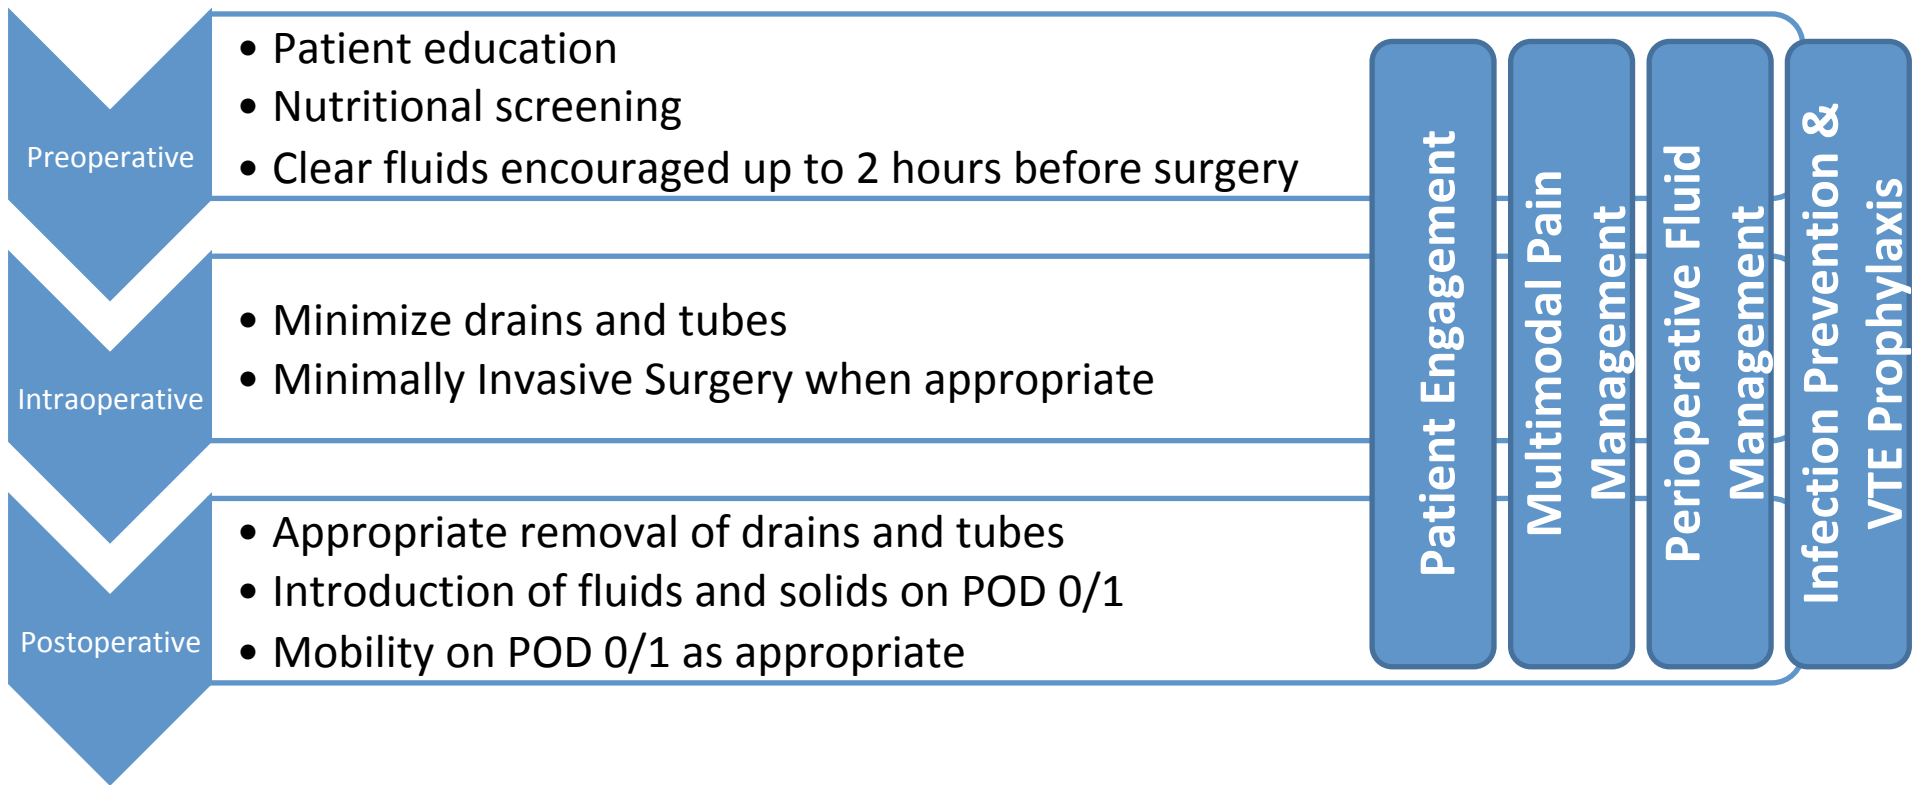 Preoperative
• Patient education
• Nutritional screening
• Clear fluids encouraged up to 2 hours before surgery
Intraoperative
• Minimize drains and tubes
• Minimally Invasive Surgery when appropriate
Postoperative
• Appropriate removal of drains and tubes
• Introduction of fluids and solids on POD 0/1
• Mobility on POD 0/1 as appropriate
Patient Engagement
Multimodal Pain
Management
Perioperative Fluid
Management
Infection Prevention &
VTE Prophylaxis